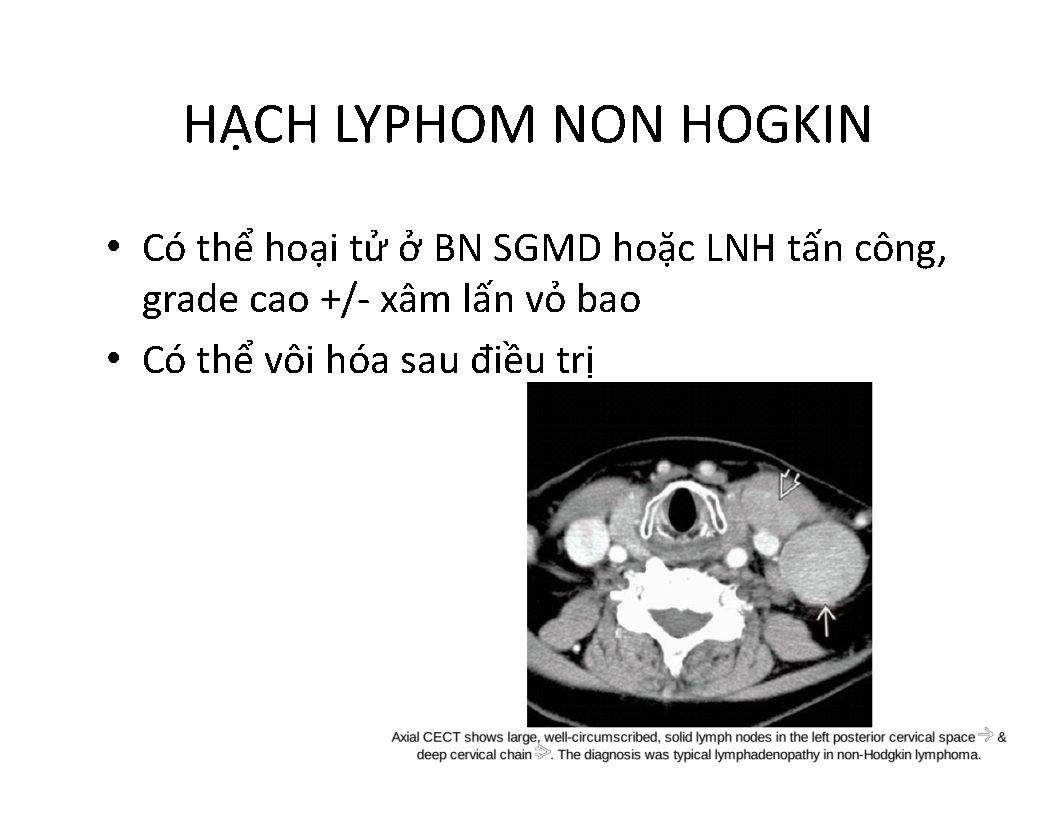 HẠCH LYPHOM NON HOGKIN
• Có thể hoại tử ở BN SGMD hoặc LNH tấn công,
grade cao +/- xâm lấn vỏ bao
• Có thể vôi hóa sau điều trị
Axial CECT shows large, well-circumscribed, solid lymph nodes in the left posterior cervical space &
deep cervical chain . The diagnosis was typical lymphadenopathy in non-Hodgkin lymphoma.